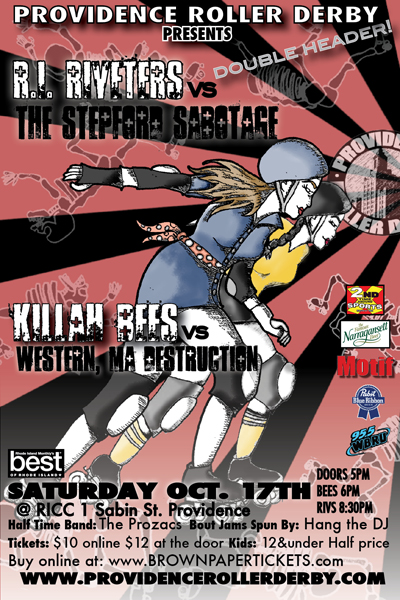 PROVIDENCE ROLLER DERBY
PRESENTS
DOUBLE HEADER!
R.I. RIVETERS VS
THE STEPFORD SABOTAGE
PROVIDENCE
ROLLER DERBY
KILLAH BEES VS
WESTERN, MA DESTRUCTION
2ND
SPORTS
Narragansett
Motif
Pabst
Blue Ribbon
95.5
WBRU
Rhode Island Monthly's
best
OF RHODE ISLAND
DOORS 5PM
BEES 6PM
RIVS 8:30PM
SATURDAY OCT. 17TH
@ RICC 1 Sabin St. Providence
Half Time Band: The Prozacs Bout Jams Spun By: Hang the DJ
Tickets: $10 online $12 at the door Kids: 12&under Half price
Buy online at: www.BROWNPAPERTICKETS.com
WWW.PROVIDENCEROLLERDERBY.COM